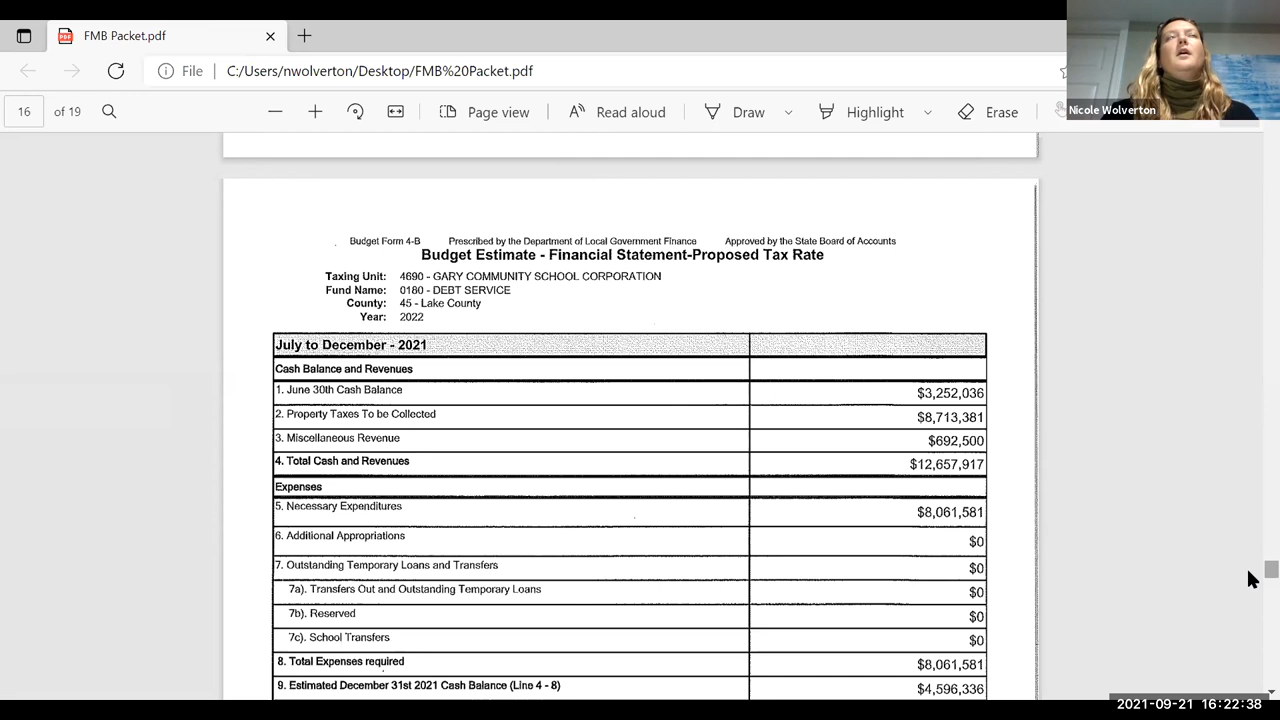 FMB Packet.pdf
File C:/Users/nwolverton/Desktop/FMB%20Packet.pdf
16 of 19 Page view Read aloud Draw Highlight Erase
Nicole Wolverton
Budget Form 4-B Prescribed by the Department of Local Government Finance Approved by the State Board of Accounts
Budget Estimate - Financial Statement-Proposed Tax Rate
Taxing Unit: 4690 - GARY COMMUNITY SCHOOL CORPORATION
Fund Name: 0180 - DEBT SERVICE
County: 45 - Lake County
Year: 2022
July to December - 2021
Cash Balance and Revenues
1. June 30th Cash Balance $3,252,036
2. Property Taxes To be Collected $8,713,381
3. Miscellaneous Revenue $692,500
4. Total Cash and Revenues $12,657,917
Expenses
5. Necessary Expenditures $8,061,581
6. Additional Appropriations $0
7. Outstanding Temporary Loans and Transfers $0
7a). Transfers Out and Outstanding Temporary Loans $0
7b). Reserved $0
7c). School Transfers $0
8. Total Expenses required $8,061,581
9. Estimated December 31st 2021 Cash Balance (Line 4 - 8) $4,596,336
2021-09-21 16:22:38